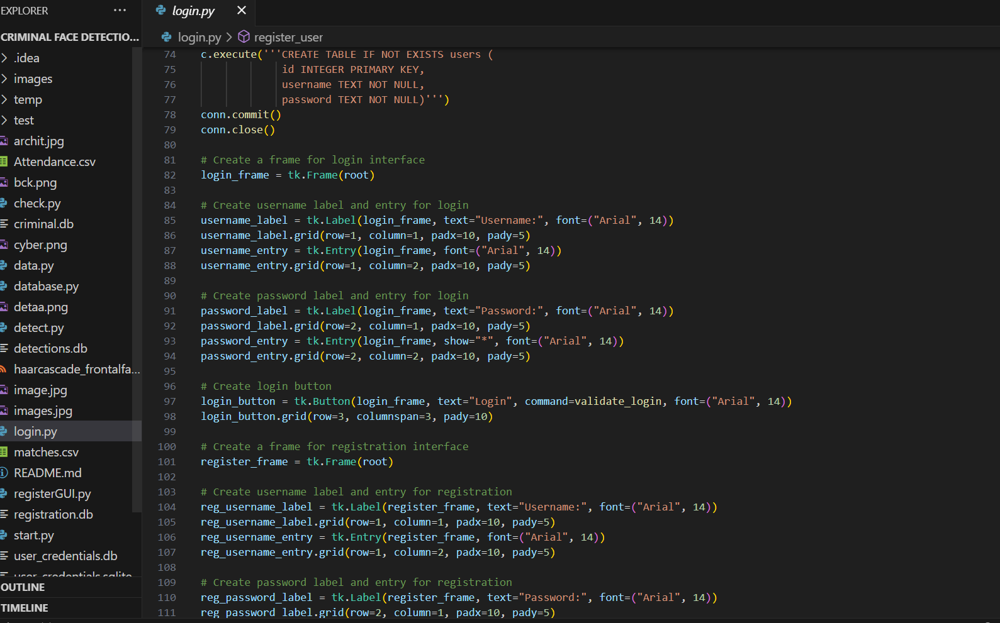 EXPLORER
...
CRIMINAL FACE DETECTIO...
.idea
images
temp
test
archit.jpg
Attendance.csv
bck.png
check.py
criminal.db
cyber.png
data.py
database.py
detaa.png
detect.py
detections.db
haarcascade_frontalfa...
image.jpg
images.jpg
login.py
matches.csv
README.md
registerGUI.py
registration.db
start.py
user_credentials.db
user_credentials.sqlite
OUTLINE
TIMELINE
login.py
login.py > register_user
74 c.execute('''CREATE TABLE IF NOT EXISTS users (
75 id INTEGER PRIMARY KEY,
76 username TEXT NOT NULL,
77 password TEXT NOT NULL)''')
78 conn.commit()
79 conn.close()
80
81 # Create a frame for login interface
82 login_frame = tk.Frame(root)
83
84 # Create username label and entry for login
85 username_label = tk.Label(login_frame, text="Username:", font=("Arial", 14))
86 username_label.grid(row=1, column=1, padx=10, pady=5)
87 username_entry = tk.Entry(login_frame, font=("Arial", 14))
88 username_entry.grid(row=1, column=2, padx=10, pady=5)
89
90 # Create password label and entry for login
91 password_label = tk.Label(login_frame, text="Password:", font=("Arial", 14))
92 password_label.grid(row=2, column=1, padx=10, pady=5)
93 password_entry = tk.Entry(login_frame, show="*", font=("Arial", 14))
94 password_entry.grid(row=2, column=2, padx=10, pady=5)
95
96 # Create login button
97 login_button = tk.Button(login_frame, text="Login", command=validate_login, font=("Arial", 14))
98 login_button.grid(row=3, columnspan=3, pady=10)
99
100 # Create a frame for registration interface
101 register_frame = tk.Frame(root)
102
103 # Create username label and entry for registration
104 reg_username_label = tk.Label(register_frame, text="Username:", font=("Arial", 14))
105 reg_username_label.grid(row=1, column=1, padx=10, pady=5)
106 reg_username_entry = tk.Entry(register_frame, font=("Arial", 14))
107 reg_username_entry.grid(row=1, column=2, padx=10, pady=5)
108
109 # Create password label and entry for registration
110 reg_password_label = tk.Label(register_frame, text="Password:", font=("Arial", 14))
111 reg_password_label.grid(row=2, column=1, padx=10, pady=5)